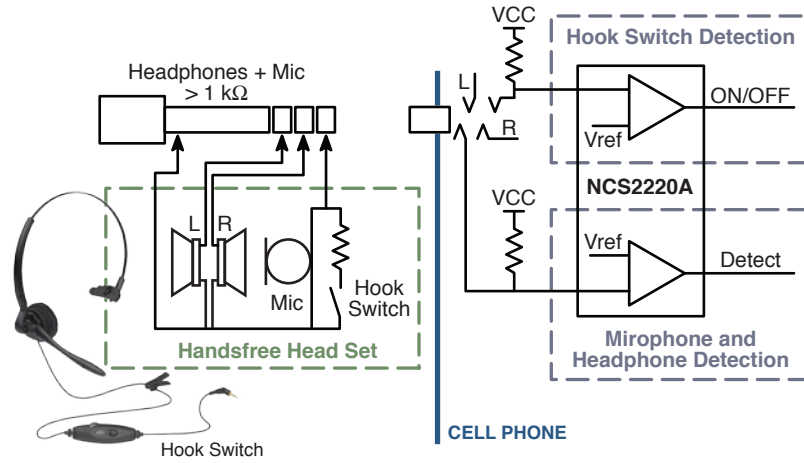 VCC
Hook Switch Detection
Headphones + Mic
> 1 kΩ
L
ON/OFF
R
Vref
NCS2220A
VCC
L R
Vref
Detect
Mic
Hook
Switch
Handsfree Head Set
Mirophone and
Headphone Detection
CELL PHONE
Hook Switch